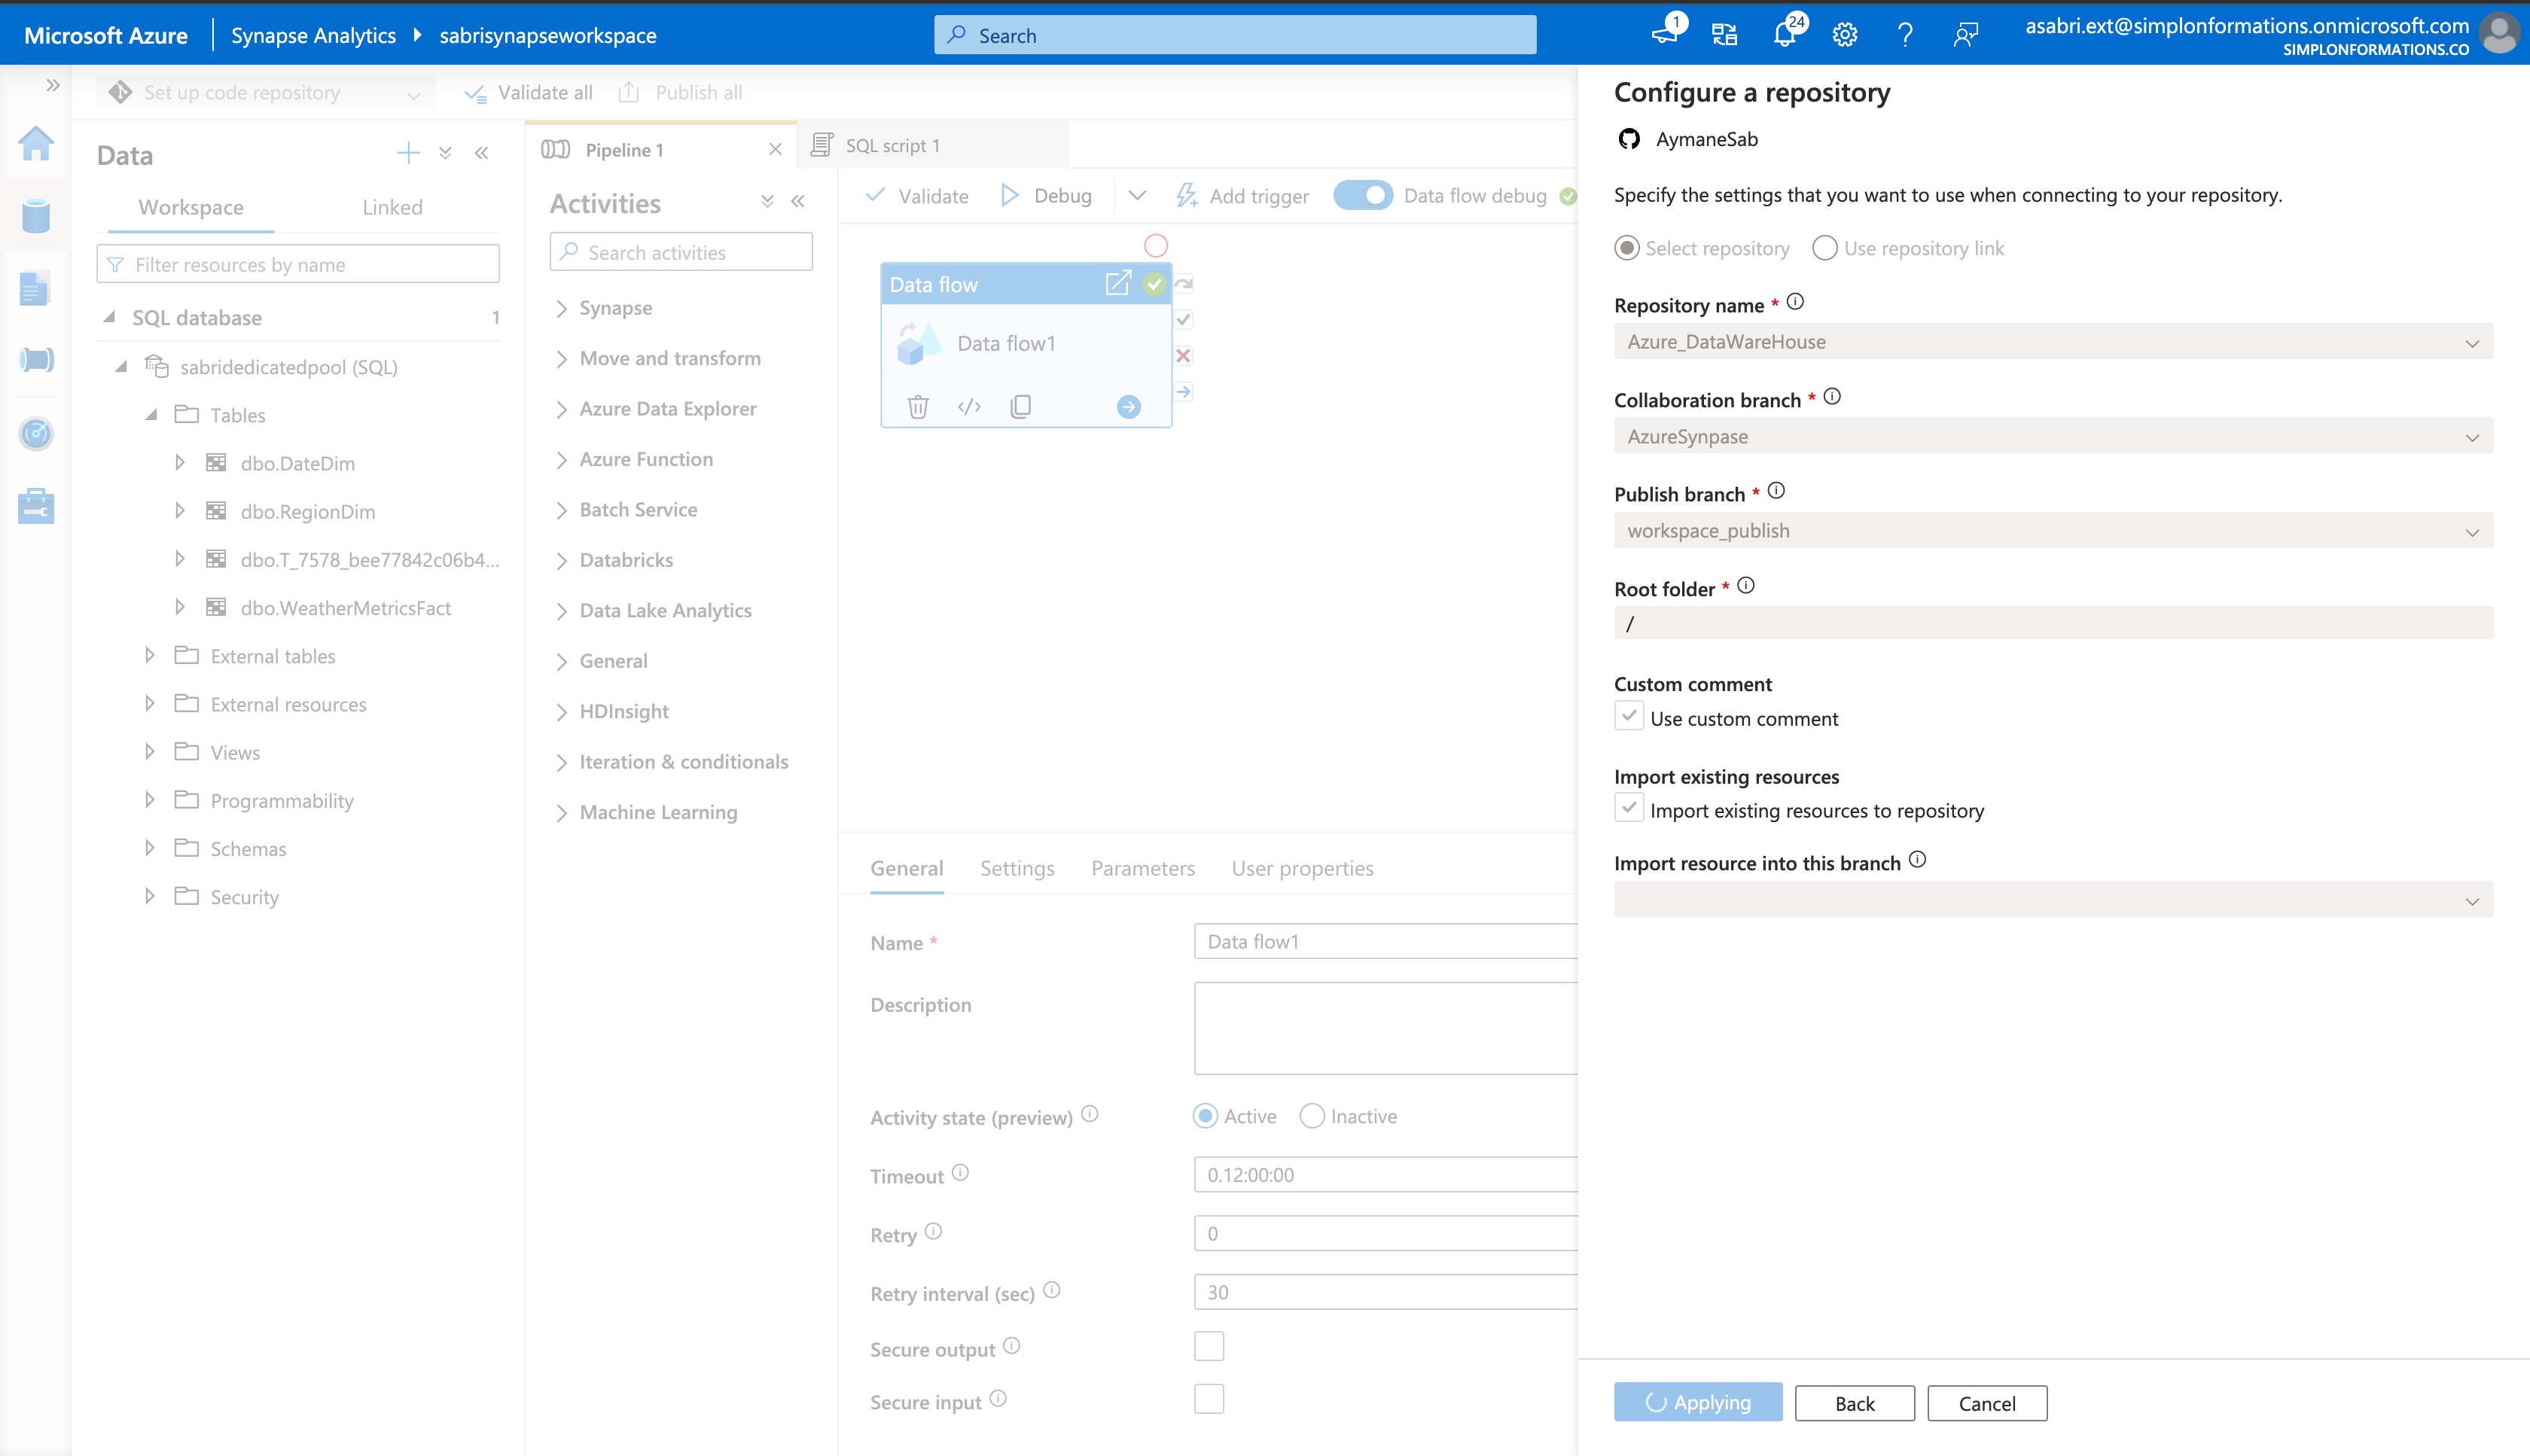 Microsoft Azure
Synapse Analytics
sabrisynapseworkspace
Search
1
24
asabri.ext@simplonformations.onmicrosoft.com
SIMPLONFORMATIONS.CO
Set up code repository
Validate all
Publish all
Data
Workspace
Linked
Filter resources by name
SQL database
1
sabridedicatedpool (SQL)
Tables
dbo.DateDim
dbo.RegionDim
dbo.T_7578_bee77842c06b4...
dbo.WeatherMetricsFact
External tables
External resources
Views
Programmability
Schemas
Security
Pipeline 1
SQL script 1
Activities
Search activities
Synapse
Move and transform
Azure Data Explorer
Azure Function
Batch Service
Databricks
Data Lake Analytics
General
HDInsight
Iteration & conditionals
Machine Learning
Validate
Debug
Add trigger
Data flow debug
Data flow
Data flow1
General
Settings
Parameters
User properties
Name *
Data flow1
Description
Activity state (preview)
Active
Inactive
Timeout
0.12:00:00
Retry
0
Retry interval (sec)
30
Secure output
Secure input
Configure a repository
AymaneSab
Specify the settings that you want to use when connecting to your repository.
Select repository
Use repository link
Repository name *
Azure_DataWareHouse
Collaboration branch *
AzureSynpase
Publish branch *
workspace_publish
Root folder *
/
Custom comment
Use custom comment
Import existing resources
Import existing resources to repository
Import resource into this branch
Applying
Back
Cancel